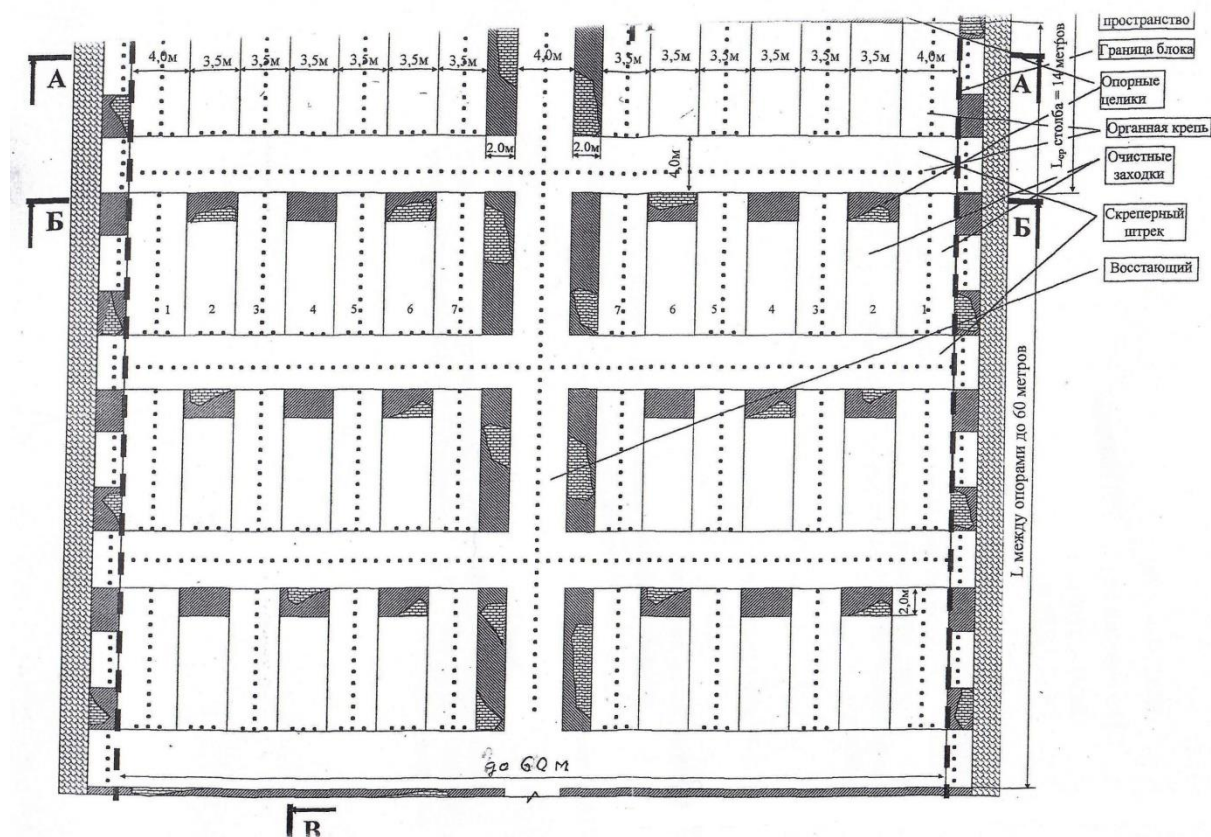 пространство
Граница блока
Опорные
целики
Органная крепь
Очистные
заходки
Скреперный
штрек
Восстающий
А
А
4,0м
3,5м
3,5м
3,5м
3,5м
3,5м
3,5м
4,0м
3,5м
3,5м
3,5м
3,5м
3,5м
3,5м
4,0м
2.0м
2.0м
4,0м
Lср столба = 14 метров
Б
Б
1
2
3
4
5
6
7
7
6
5
4
3
2
1
L между опорами до 60 метров
2,0м
до 60 м
В